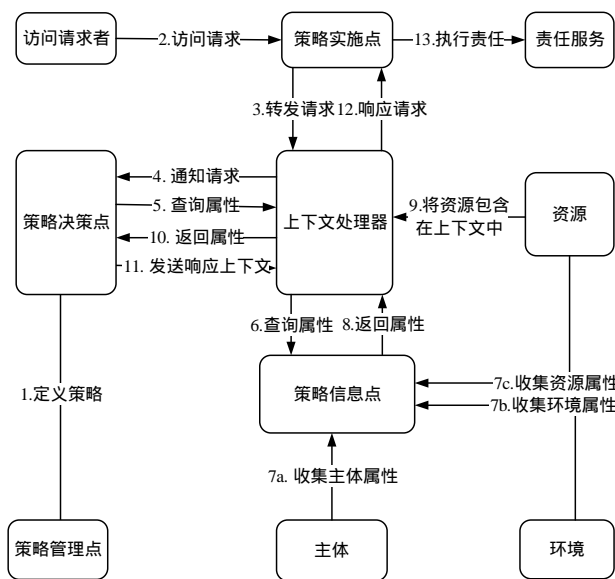 访问请求者
2.访问请求
策略实施点
13.执行责任
责任服务
3.转发请求
12.响应请求
策略决策点
4. 通知请求
5. 查询属性
10. 返回属性
11. 发送响应上下文
上下文处理器
9.将资源包含
在上下文中
资源
6.查询属性
8.返回属性
1.定义策略
策略信息点
7c.收集资源属性
7b.收集环境属性
7a. 收集主体属性
策略管理点
主体
环境